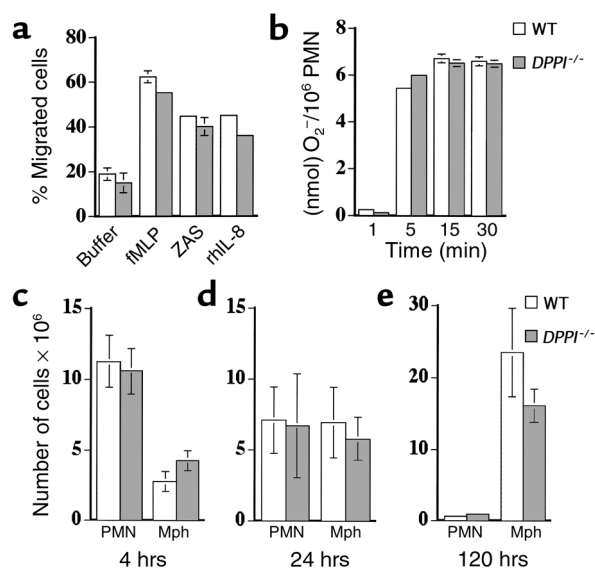 a
% Migrated cells
80
60
40
20
0
Buffer
fMLP
ZAS
rhIL-8
b
(nmol) O₂⁻/10⁶ PMN
8
6
4
2
0
1 5 15 30
Time (min)
WT
DPPI⁻/⁻
c
Number of cells × 10⁶
15
10
5
0
PMN Mph
4 hrs
d
15
10
5
0
PMN Mph
24 hrs
e
30
20
10
0
PMN Mph
120 hrs
WT
DPPI⁻/⁻